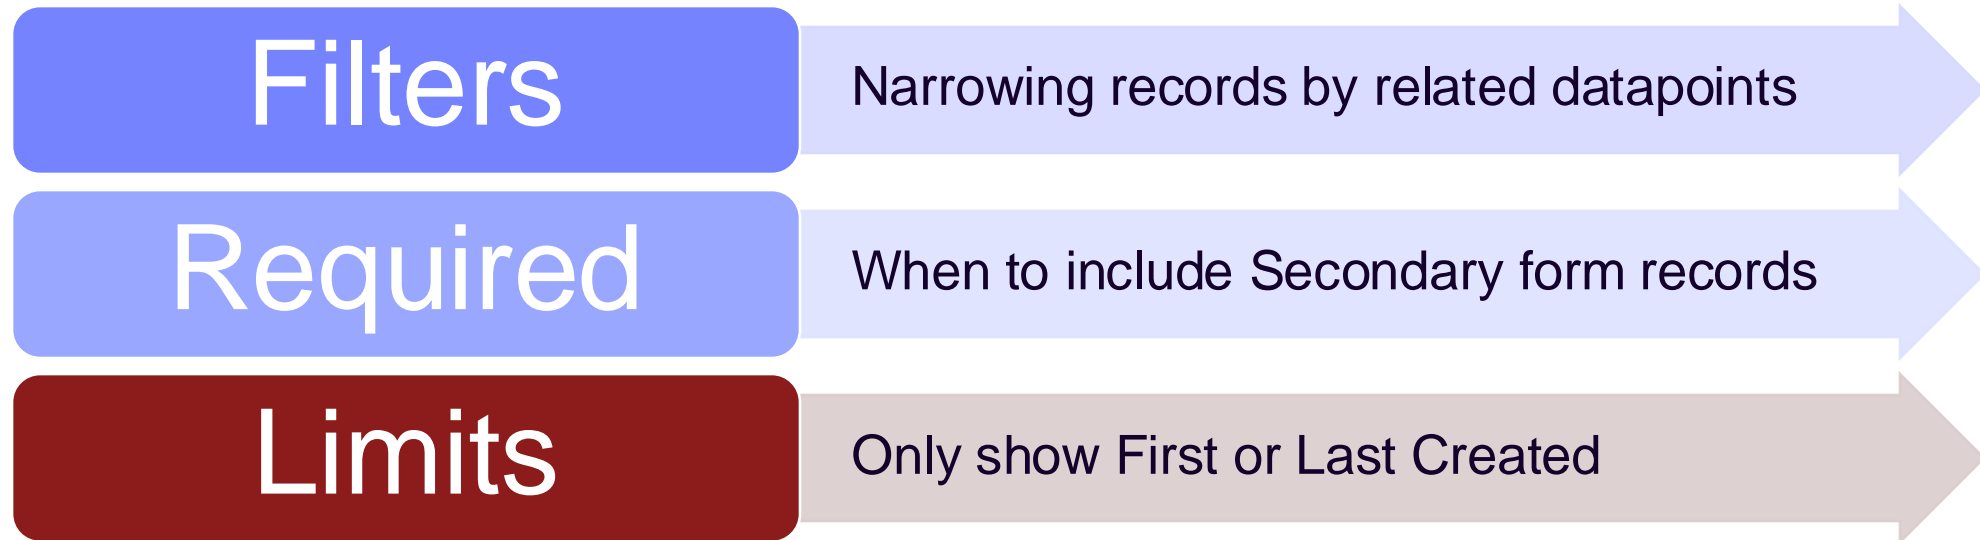 Filters
Narrowing records by related datapoints
Required
When to include Secondary form records
Limits
Only show First or Last Created